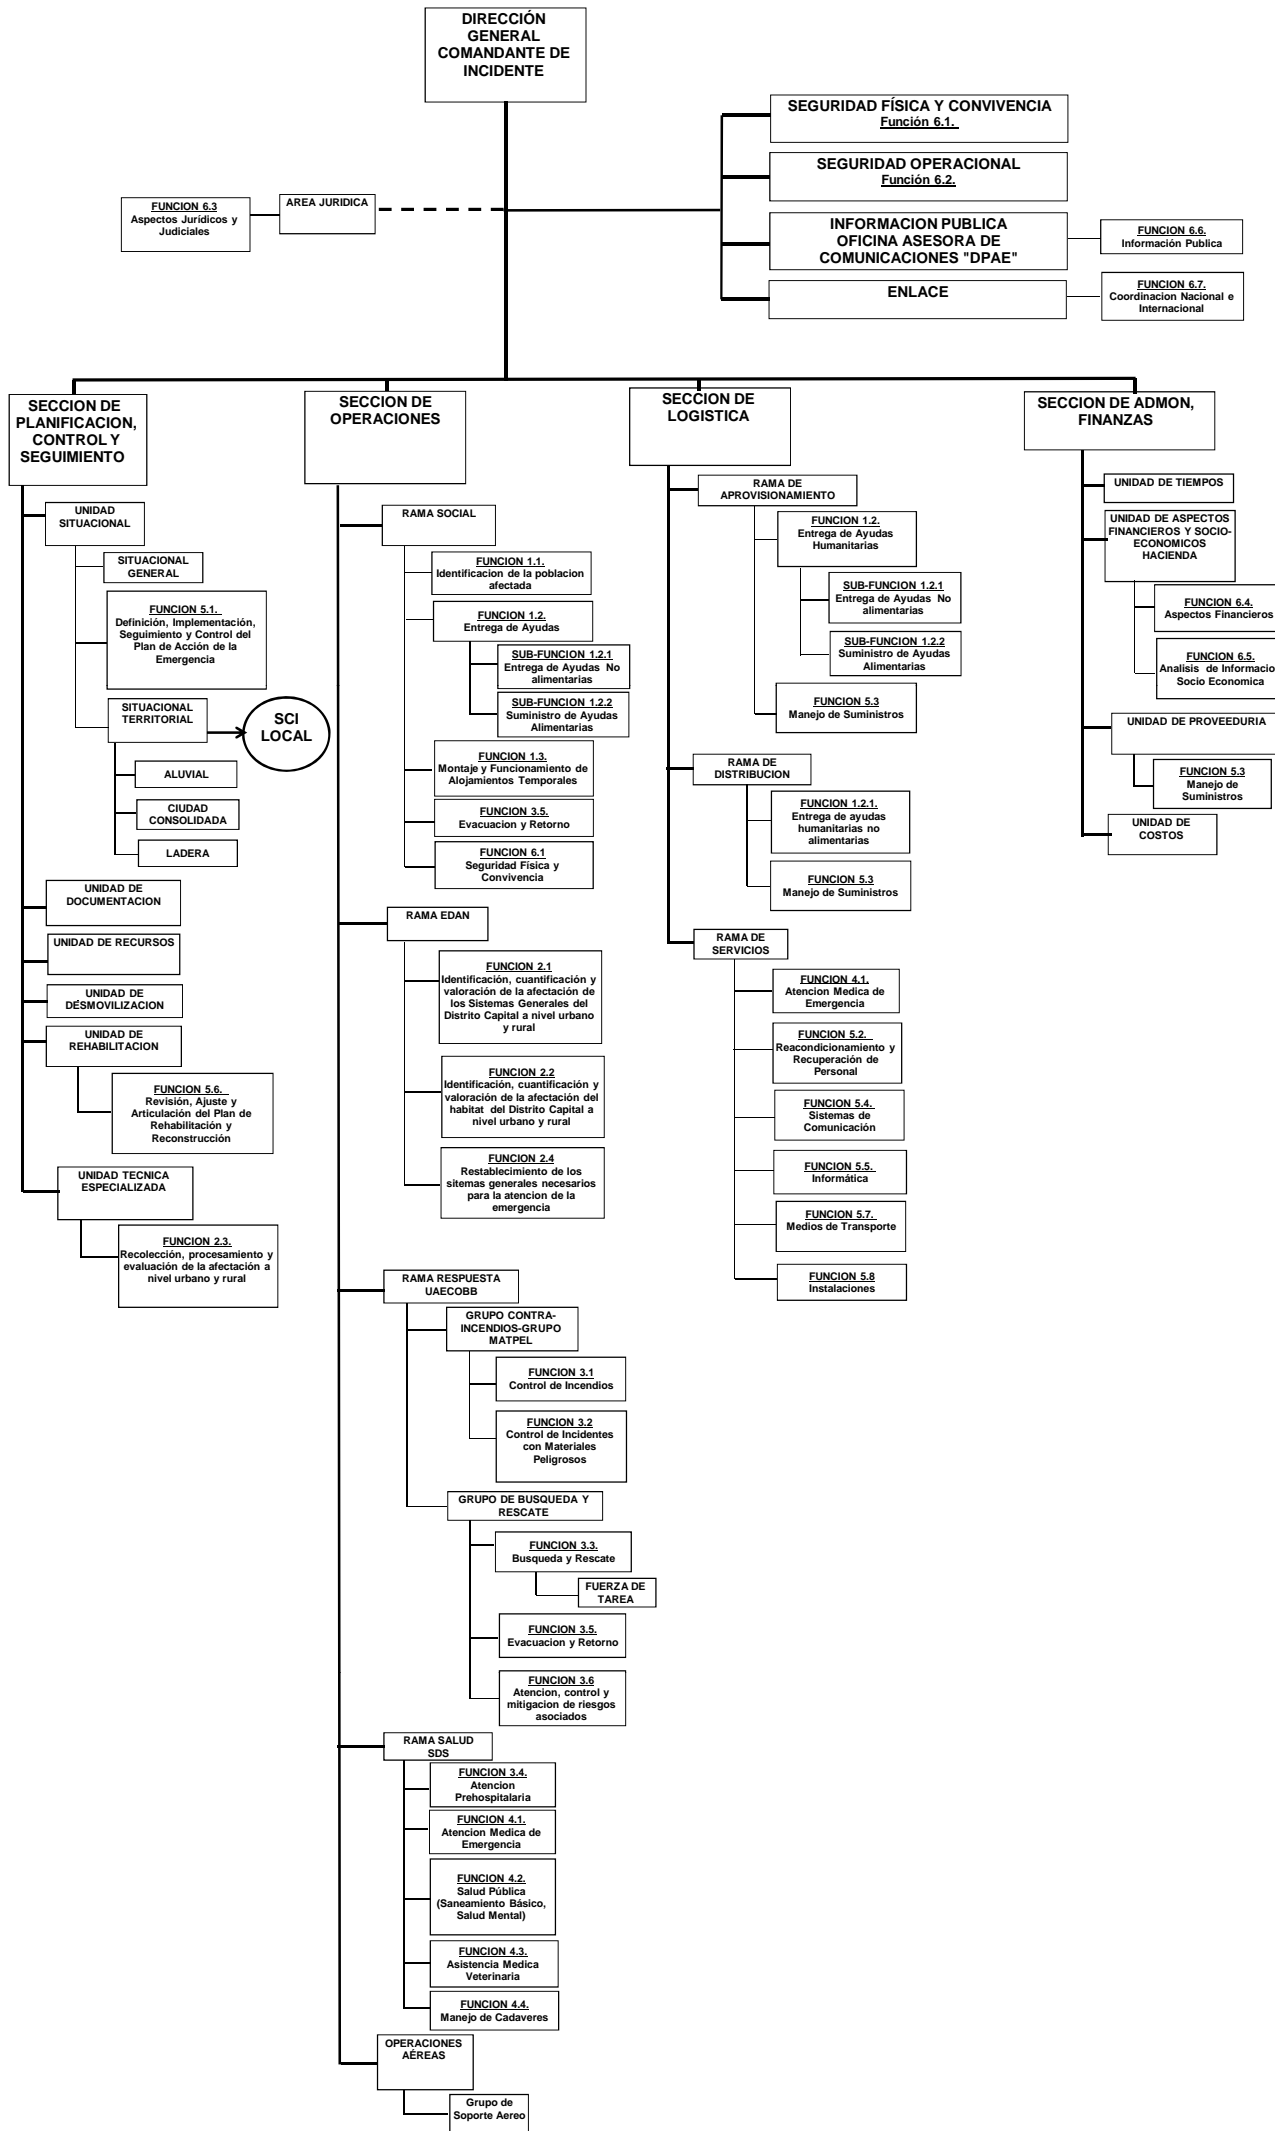 DIRECCIÓN
GENERAL
COMANDANTE DE
INCIDENTE
SEGURIDAD FÍSICA Y CONVIVENCIA
Función 6.1.
SEGURIDAD OPERACIONAL
Función 6.2.
INFORMACION PUBLICA
OFICINA ASESORA DE
COMUNICACIONES "DPAE"
FUNCION 6.6.
Información Publica
ENLACE
FUNCION 6.7.
Coordinacion Nacional e
Internacional
AREA JURIDICA
FUNCION 6.3
Aspectos Jurídicos y
Judiciales
SECCION DE
PLANIFICACION,
CONTROL Y
SEGUIMIENTO
UNIDAD
SITUACIONAL
SITUACIONAL
GENERAL
FUNCION 5.1.
Definición, Implementación,
Seguimiento y Control del
Plan de Acción de la
Emergencia
SITUACIONAL
TERRITORIAL
SCI
LOCAL
ALUVIAL
CIUDAD
CONSOLIDADA
LADERA
UNIDAD DE
DOCUMENTACION
UNIDAD DE RECURSOS
UNIDAD DE
DESMOVILIZACION
UNIDAD DE
REHABILITACION
FUNCION 5.6.
Revisión, Ajuste y
Articulación del Plan de
Rehabilitación y
Reconstrucción
UNIDAD TECNICA
ESPECIALIZADA
FUNCION 2.3.
Recolección, procesamiento y
evaluación de la afectación a
nivel urbano y rural
SECCION DE
OPERACIONES
RAMA SOCIAL
FUNCION 1.1.
Identificacion de la poblacion
afectada
FUNCION 1.2.
Entrega de Ayudas
SUB-FUNCION 1.2.1
Entrega de Ayudas No
alimentarias
SUB-FUNCION 1.2.2
Suministro de Ayudas
Alimentarias
FUNCION 1.3.
Montaje y Funcionamiento de
Alojamientos Temporales
FUNCION 3.5.
Evacuacion y Retorno
FUNCION 6.1
Seguridad Física y
Convivencia
RAMA EDAN
FUNCION 2.1
Identificación, cuantificación y
valoración de la afectación de
los Sistemas Generales del
Distrito Capital a nivel urbano
y rural
FUNCION 2.2
Identificación, cuantificación y
valoración de la afectación del
habitat del Distrito Capital a
nivel urbano y rural
FUNCION 2.4
Restablecimiento de los
sitemas generales necesarios
para la atencion de la
emergencia
RAMA RESPUESTA
UAECOBB
GRUPO CONTRA-
INCENDIOS-GRUPO
MATPEL
FUNCION 3.1
Control de Incendios
FUNCION 3.2
Control de Incidentes
con Materiales
Peligrosos
GRUPO DE BUSQUEDA Y
RESCATE
FUNCION 3.3.
Busqueda y Rescate
FUERZA DE
TAREA
FUNCION 3.5.
Evacuacion y Retorno
FUNCION 3.6
Atencion, control y
mitigacion de riesgos
asociados
RAMA SALUD
SDS
FUNCION 3.4.
Atencion
Prehospitalaria
FUNCION 4.1.
Atencion Medica de
Emergencia
FUNCION 4.2.
Salud Pública
(Saneamiento Básico,
Salud Mental)
FUNCION 4.3.
Asistencia Medica
Veterinaria
FUNCION 4.4.
Manejo de Cadaveres
OPERACIONES
AÉREAS
Grupo de
Soporte Aereo
SECCION DE
LOGISTICA
RAMA DE
APROVISIONAMIENTO
FUNCION 1.2.
Entrega de Ayudas
Humanitarias
SUB-FUNCION 1.2.1
Entrega de Ayudas No
alimentarias
SUB-FUNCION 1.2.2
Suministro de Ayudas
Alimentarias
FUNCION 5.3
Manejo de Suministros
RAMA DE
DISTRIBUCION
FUNCION 1.2.1.
Entrega de ayudas
humanitarias no
alimentarias
FUNCION 5.3
Manejo de Suministros
RAMA DE
SERVICIOS
FUNCION 4.1.
Atencion Medica de
Emergencia
FUNCION 5.2.
Reacondicionamiento y
Recuperación de
Personal
FUNCION 5.4.
Sistemas de
Comunicación
FUNCION 5.5.
Informática
FUNCION 5.7.
Medios de Transporte
FUNCION 5.8
Instalaciones
SECCION DE ADMON,
FINANZAS
UNIDAD DE TIEMPOS
UNIDAD DE ASPECTOS
FINANCIEROS Y SOCIO-
ECONOMICOS
HACIENDA
FUNCION 6.4.
Aspectos Financieros
FUNCION 6.5.
Analisis de Informacio
Socio Economica
UNIDAD DE PROVEEDURIA
FUNCION 5.3
Manejo de
Suministros
UNIDAD DE
COSTOS